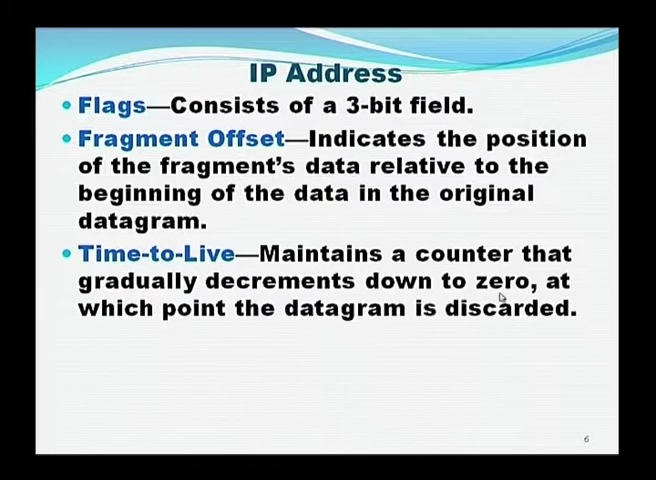 IP Address
• Flags—Consists of a 3-bit field.
• Fragment Offset—Indicates the position
of the fragment's data relative to the
beginning of the data in the original
datagram.
• Time-to-Live—Maintains a counter that
gradually decrements down to zero, at
which point the datagram is discarded.
6